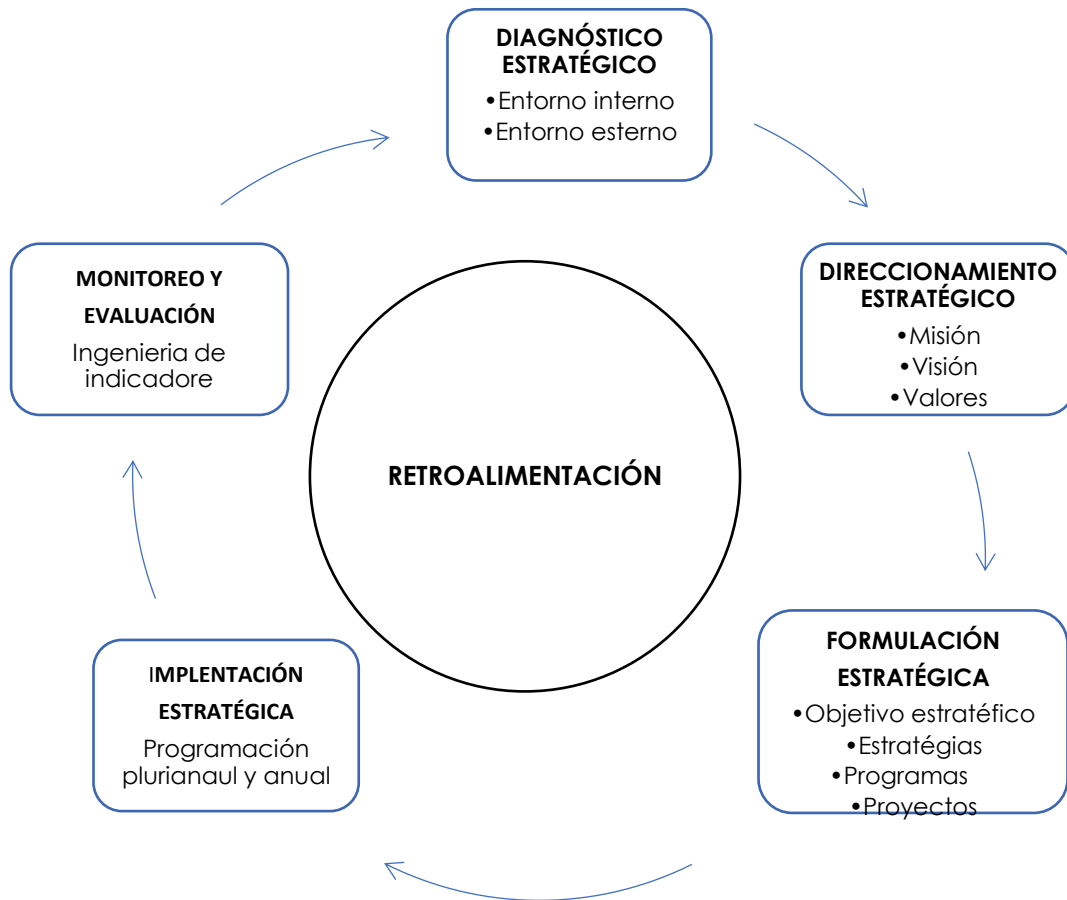 DIAGNÓSTICO
ESTRATÉGICO
•Entorno interno
•Entorno esterno
DIRECCIONAMIENTO
ESTRATÉGICO
•Misión
•Visión
•Valores
FORMULACIÓN
ESTRATÉGICA
•Objetivo estratéfico
•Estratégias
•Programas
•Proyectos
IMPLENTACIÓN
ESTRATÉGICA
Programación
plurianaul y anual
MONITOREO Y
EVALUACIÓN
Ingenieria de
indicadore
RETROALIMENTACIÓN